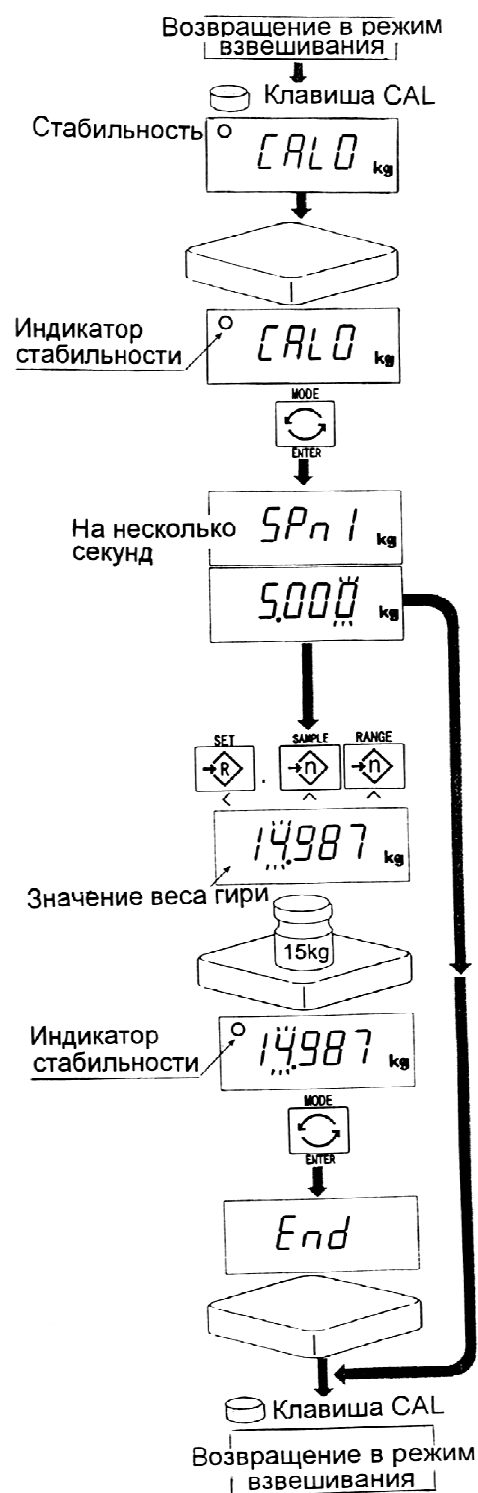 Возвращение в режим
взвешивания
Клавиша CAL
Стабильность
CAL0 kg
Индикатор
стабильности
CAL0 kg
MODE
ENTER
На несколько
секунд
SPn1 kg
5.000 kg
SET SAMPLE RANGE
R n n
14.987 kg
Значение веса гири
15kg
Индикатор
стабильности
14.987 kg
MODE
ENTER
End
Клавиша CAL
Возвращение в режим
взвешивания